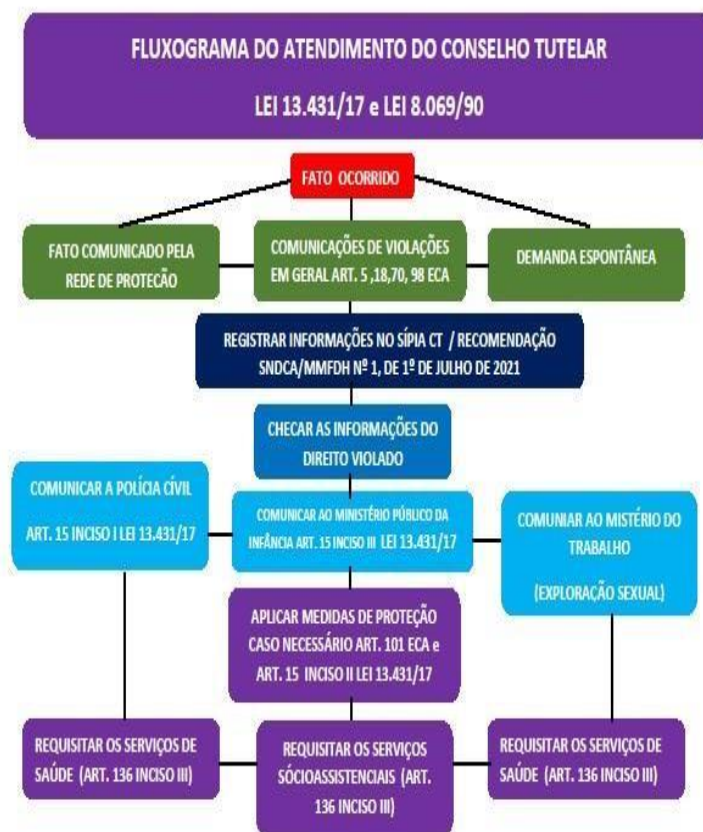 FLUXOGRAMA DO ATENDIMENTO DO CONSELHO TUTELAR
LEI 13.431/17 e LEI 8.069/90
FATO OCORRIDO
FATO COMUNICADO PELA
REDE DE PROTECÃO
COMUNICAÇÕES DE VIOLAÇÕES
EM GERAL ART. 5 ,18,70, 98 ECA
DEMANDA ESPONTÂNEA
REGISTRAR INFORMAÇÕES NO SÍPIA CT / RECOMENDAÇÃO
SNDCA/MMFDH Nº 1, DE 1º DE JULHO DE 2021
CHECAR AS INFORMAÇÕES DO
DIREITO VIOLADO
COMUNICAR A POLÍCIA CÍVIL
ART. 15 INCISO I LEI 13.431/17
COMUNICAR AO MINISTÉRIO PÚBLICO DA
INFÂNCIA ART. 15 INCISO III LEI 13.431/17
COMUNIAR AO MISTÉRIO DO
TRABALHO
(EXPLORAÇÃO SEXUAL)
APLICAR MEDIDAS DE PROTEÇÃO
CASO NECESSÁRIO ART. 101 ECA e
ART. 15 INCISO II LEI 13.431/17
REQUISITAR OS SERVIÇOS DE
SAÚDE (ART. 136 INCISO III)
REQUISITAR OS SERVIÇOS
SÓCIOASSISTENCIAIS (ART.
136 INCISO III)
REQUISITAR OS SERVIÇOS DE
SAÚDE (ART. 136 INCISO III)